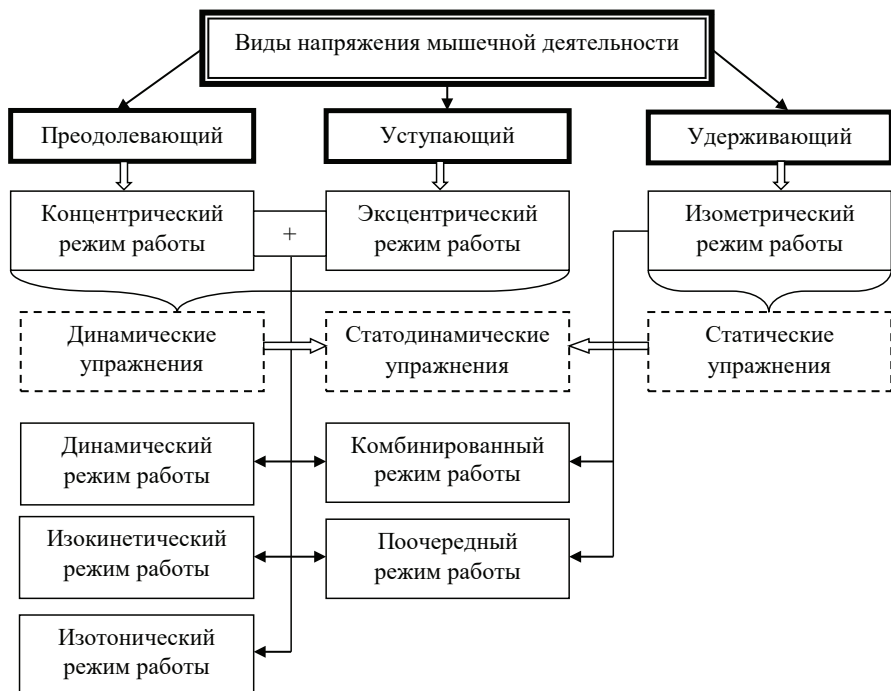 Виды напряжения мышечной деятельности
Преодолевающий
Уступающий
Удерживающий
Концентрический
режим работы
+
Эксцентрический
режим работы
Изометрический
режим работы
Динамические
упражнения
Статодинамические
упражнения
Статические
упражнения
Динамический
режим работы
Комбинированный
режим работы
Изокинетический
режим работы
Поочередный
режим работы
Изотонический
режим работы